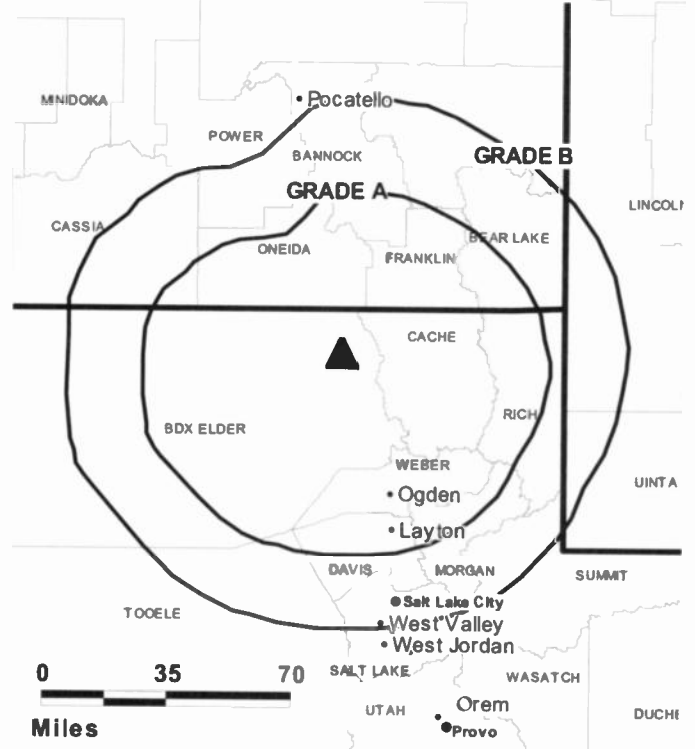 MINIDOKA
Pocatello
POWER
BANNOCK
GRADE B
GRADE A
LINCOLN
CASSIA
ONEIDA
BEAR LAKE
FRANKLIN
CACHE
RICH
BDX ELDER
WEBER
UINTA
Ogden
Layton
DAVIS
MORGAN
SUMMIT
Salt Lake City
TOOELE
West Valley
West Jordan
0 35 70
SALT LAKE
WASATCH
Orem
UTAH
DUCHE
Miles
Provo